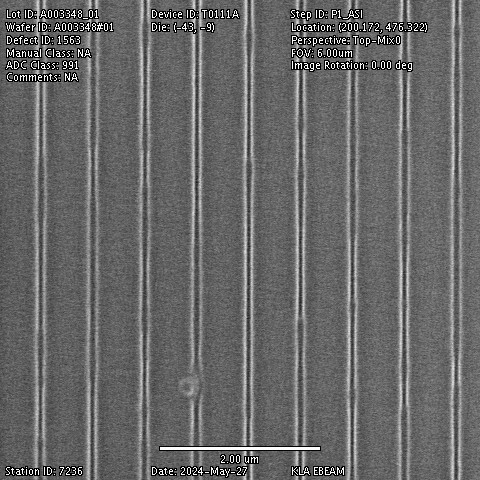 Lot ID: A003348_01
Wafer ID: A003348#01
Defect ID: 1563
Manual Class: NA
ADC Class: 991
Comments: NA
Device ID: T0111A
Die: (-43, -9)
Step ID: P1_ASI
Location: (200.172, 476.322)
Perspective: Top-Mix0
FOV: 6.00um
Image Rotation: 0.00 deg
2.00 um
Station ID: 7236
Date: 2024-May-27
KLA EBEAM